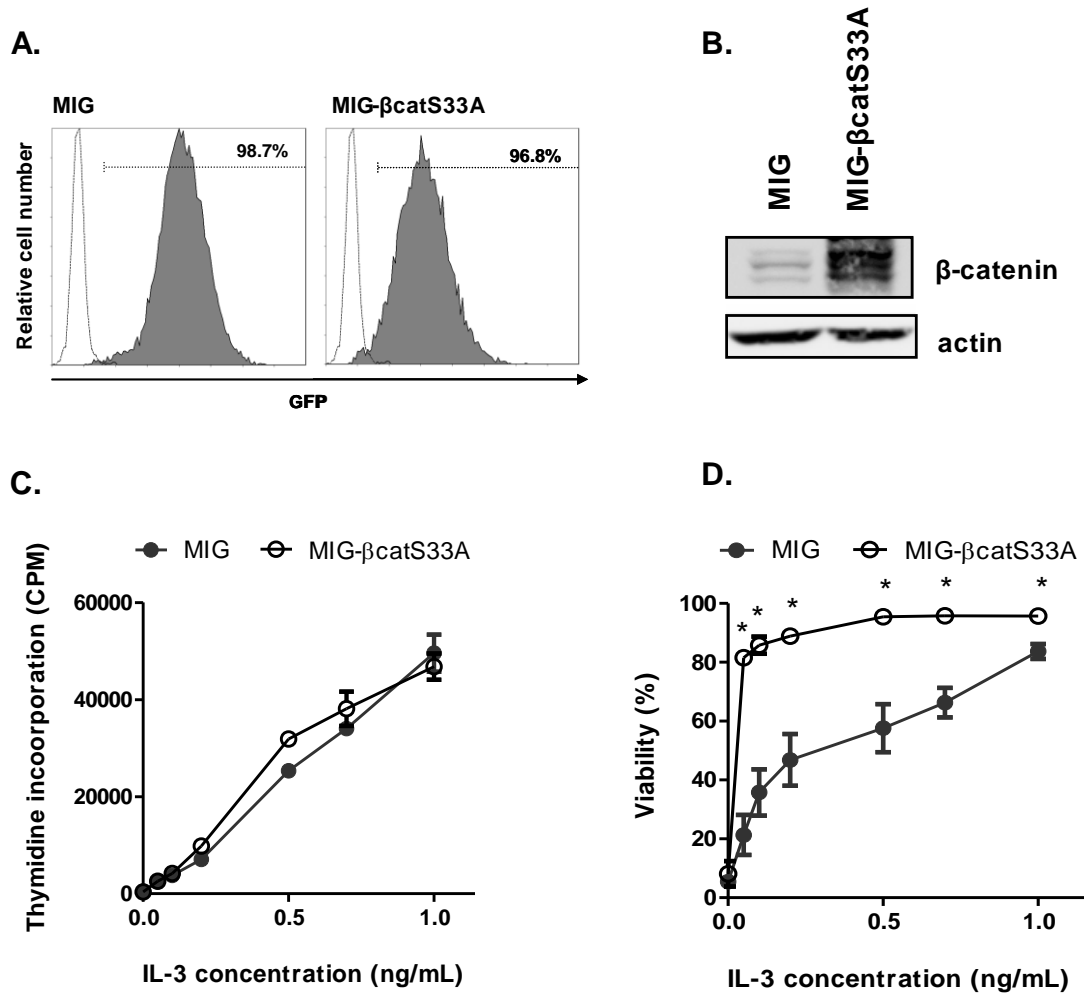 A.
MIG
MIG-βcatS33A
98.7%
96.8%
Relative cell number
GFP
B.
MIG
MIG-βcatS33A
β-catenin
actin
C.
MIG
MIG-βcatS33A
Thymidine incoorporation (CPM)
60000
40000
20000
0
0.0
0.5
1.0
IL-3 concentration (ng/mL)
D.
MIG
MIG-βcatS33A
* * * * * *
Viability (%)
100
80
60
40
20
0
0.0
0.5
1.0
IL-3 concentration (ng/mL)